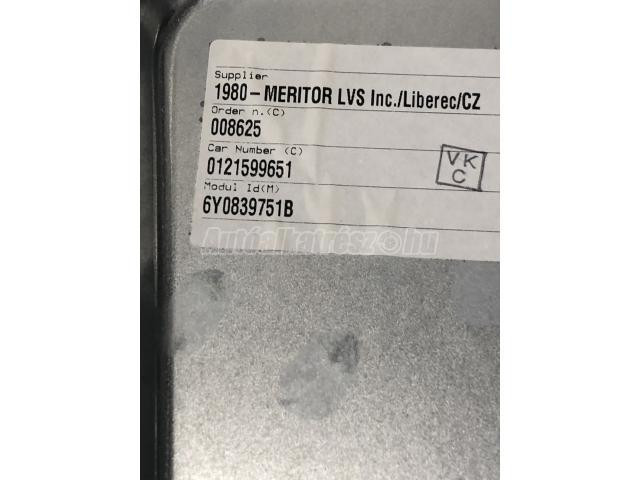 Supplier
1980- MERITOR LVS Inc./Liberec/CZ
Order n.(C)
008625
Car Number (C)
0121599651
VK
C
Modul Id(M)
6Y0839751B
Autóalkatrész.hu